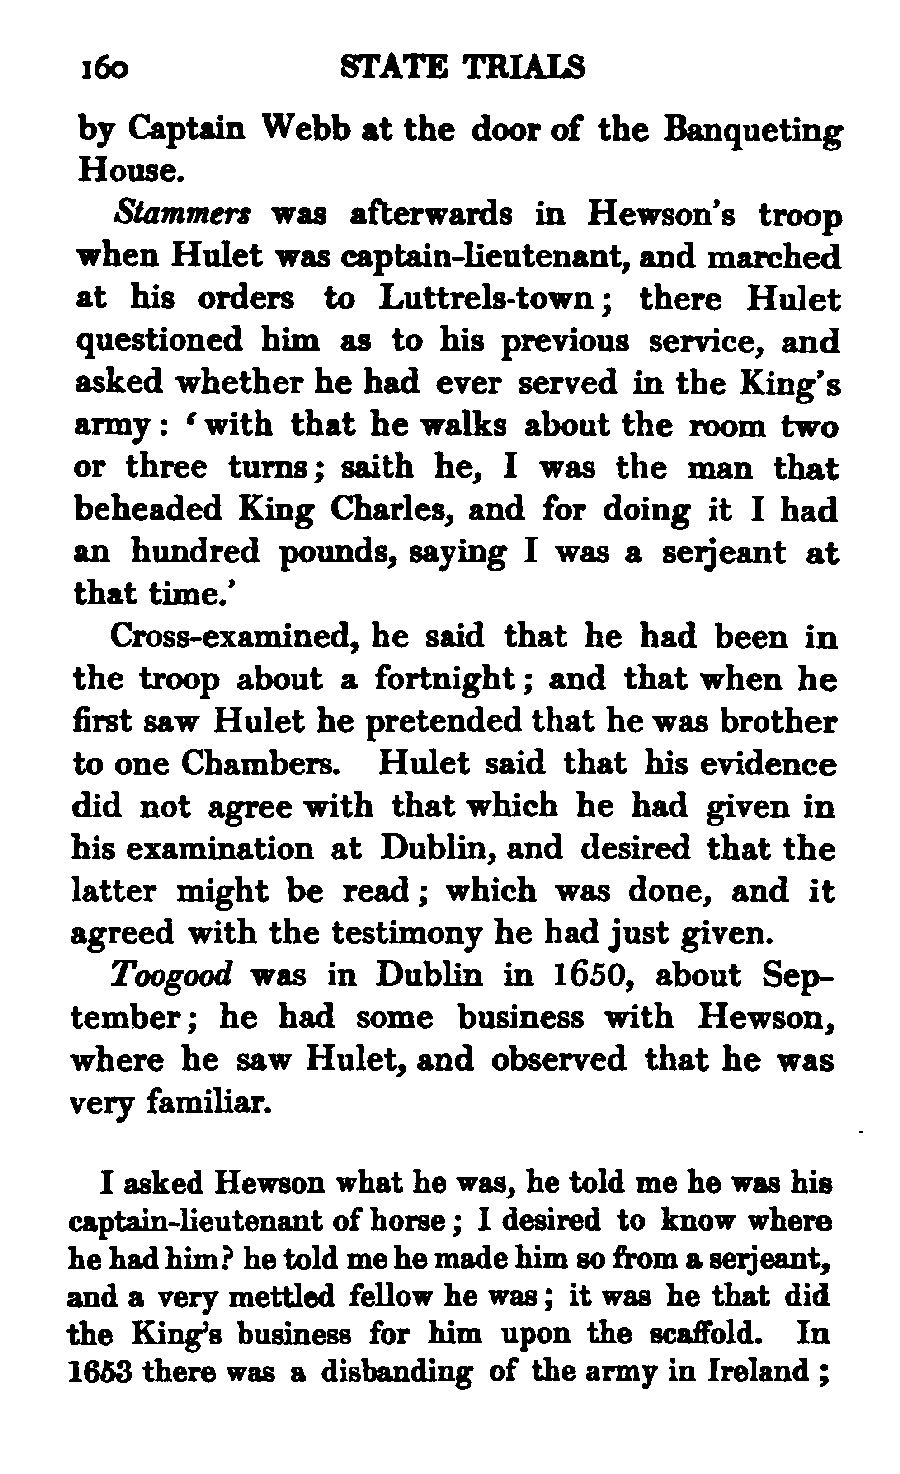 160 STATE TRIALS
by Captain Webb at the door of the Banqueting
House.
Stammers was afterwards in Hewson's troop
when Hulet was captain-lieutenant, and marched
at his orders to Luttrels-town; there Hulet
questioned him as to his previous service, and
asked whether he had ever served in the King's
army: 'with that he walks about the room two
or three turns; saith he, I was the man that
beheaded King Charles, and for doing it I had
an hundred pounds, saying I was a serjeant at
that time.'
Cross-examined, he said that he had been in
the troop about a fortnight; and that when he
first saw Hulet he pretended that he was brother
to one Chambers. Hulet said that his evidence
did not agree with that which he had given in
his examination at Dublin, and desired that the
latter might be read; which was done, and it
agreed with the testimony he had just given.
Toogood was in Dublin in 1650, about Sep-
tember; he had some business with Hewson,
where he saw Hulet, and observed that he was
very familiar.
I asked Hewson what he was, he told me he was his
captain-lieutenant of horse; I desired to know where
he had him? he told me he made him so from a serjeant,
and a very mettled fellow he was; it was he that did
the King's business for him upon the scaffold. In
1653 there was a disbanding of the army in Ireland;